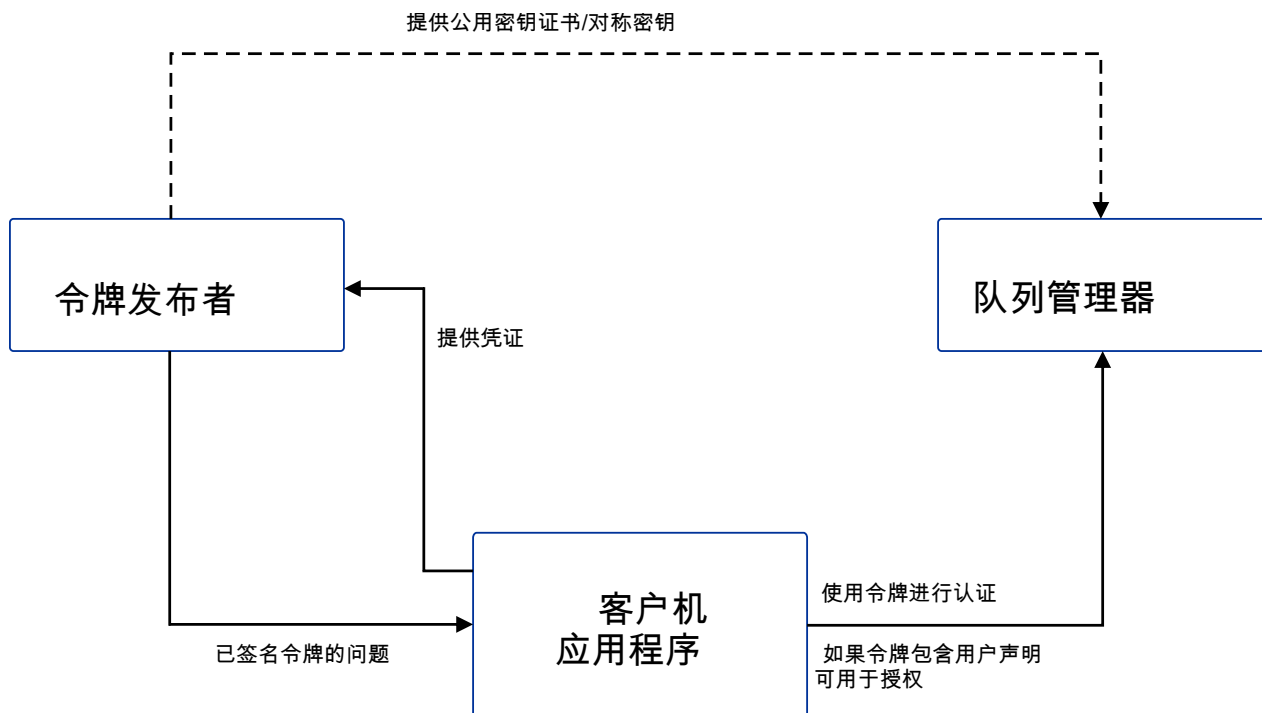 提供公用密钥证书/对称密钥
令牌发布者
队列管理器
提供凭证
客户机
应用程序
使用令牌进行认证
已签名令牌的问题
如果令牌包含用户声明
可用于授权